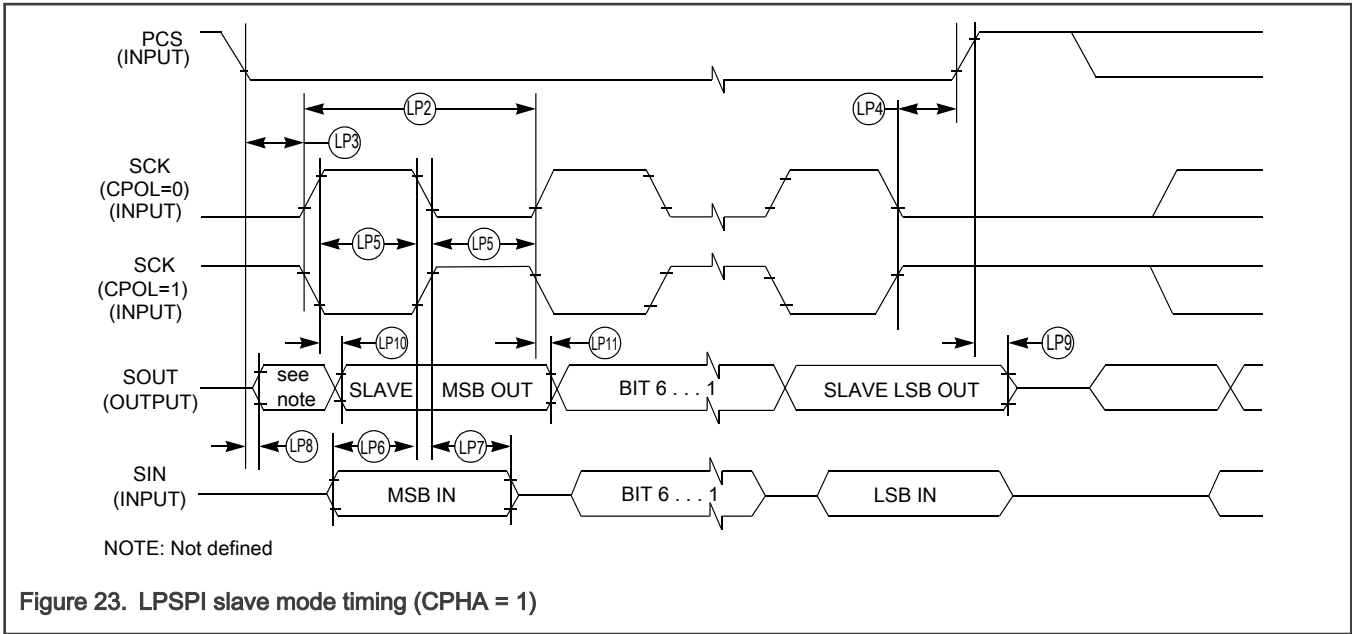 PCS
(INPUT)
LP2
LP4
LP3
SCK
(CPOL=0)
(INPUT)
LP5
LP5
SCK
(CPOL=1)
(INPUT)
LP10
LP11
LP9
SOUT
(OUTPUT)
see
note
SLAVE
MSB OUT
BIT 6 . . . 1
SLAVE LSB OUT
LP8
LP6
LP7
SIN
(INPUT)
MSB IN
BIT 6 . . . 1
LSB IN
NOTE: Not defined
Figure 23. LPSPI slave mode timing (CPHA = 1)